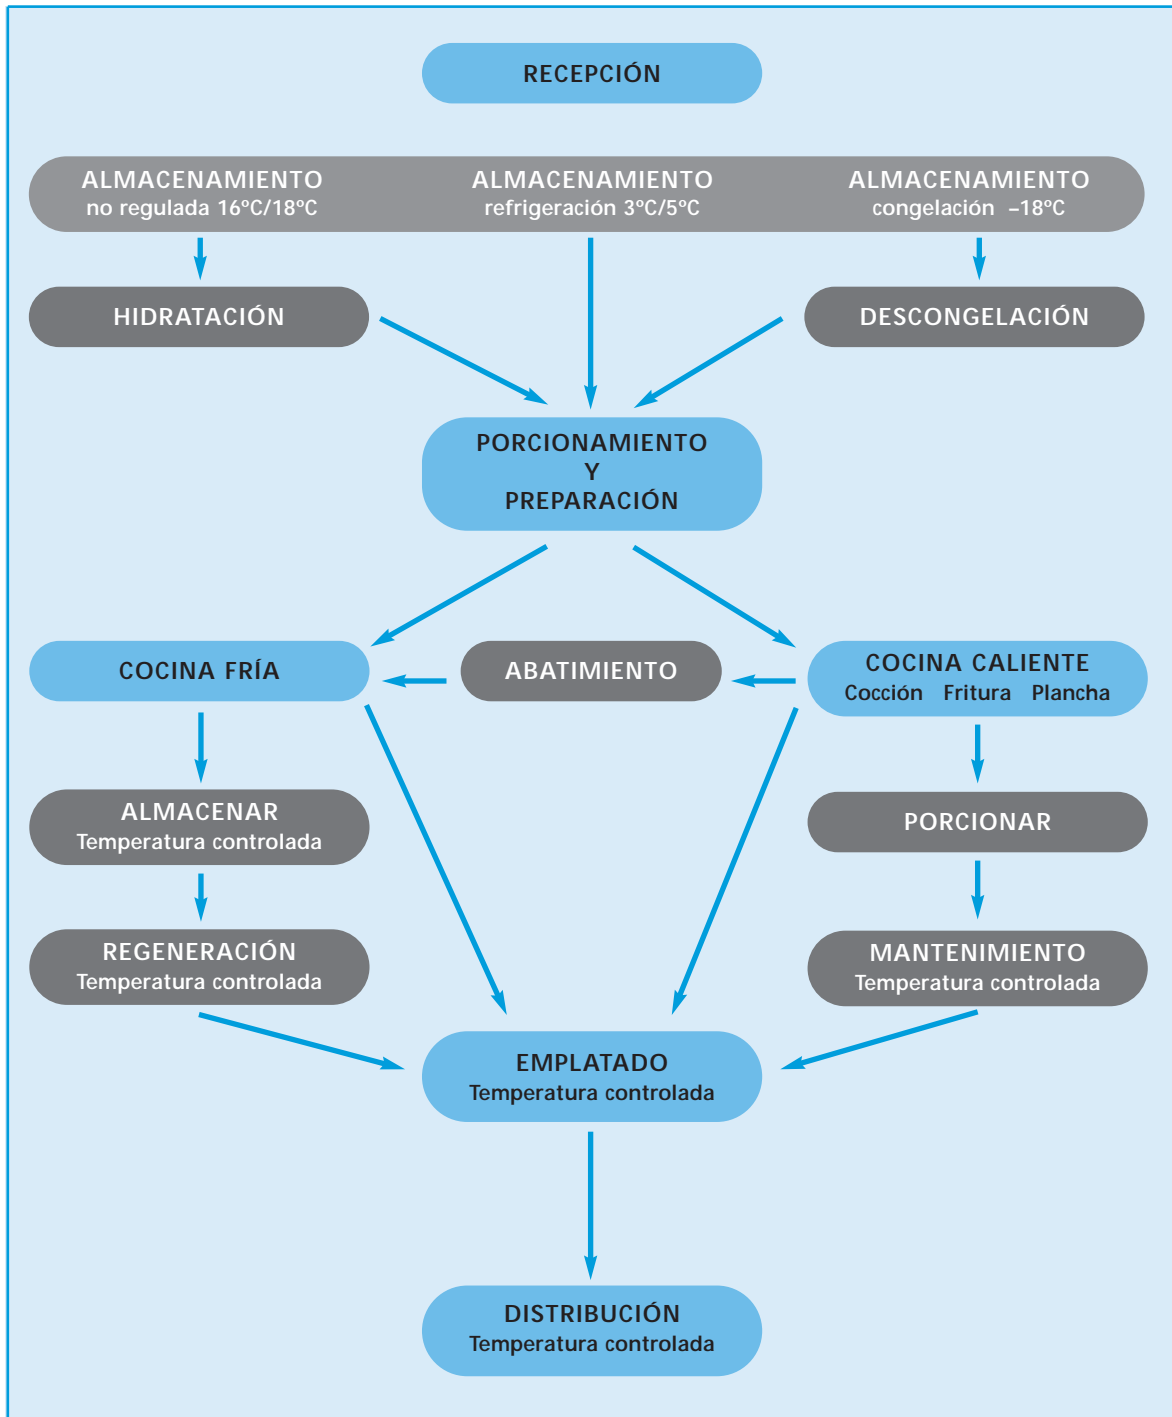 RECEPCIÓN
ALMACENAMIENTO
no regulada 16ºC/18ºC
ALMACENAMIENTO
refrigeración 3ºC/5ºC
ALMACENAMIENTO
congelación –18ºC
HIDRATACIÓN
DESCONGELACIÓN
PORCIONAMIENTO
Y
PREPARACIÓN
COCINA FRÍA
ABATIMIENTO
COCINA CALIENTE
Cocción Fritura Plancha
ALMACENAR
Temperatura controlada
PORCIONAR
REGENERACIÓN
Temperatura controlada
MANTENIMIENTO
Temperatura controlada
EMPLATADO
Temperatura controlada
DISTRIBUCIÓN
Temperatura controlada